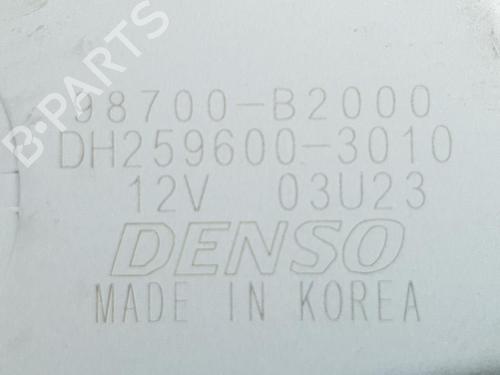 98700-B2000
DH259600-3010
12V 03U23
DENSO
MADE IN KOREA
B-PARTS